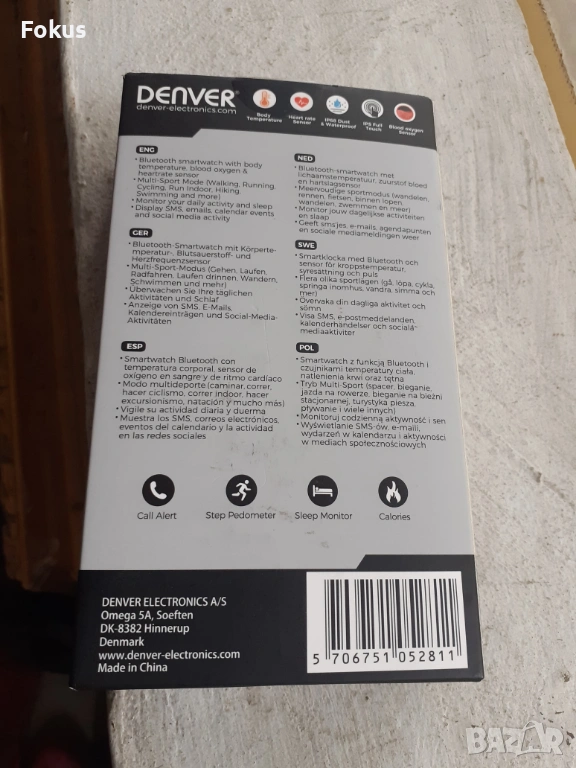 Fokus
DENVER®
denver-electronics.com
Body
Temperature
Heart rate
Sensor
IP68 Dust
& Waterproof
IPS Full
Touch
Blood oxygen
Sensor
ENG
• Bluetooth smartwatch with body
temperature, blood oxygen &
heartrate sensor
• Multi-Sport Mode (Walking, Running,
Cycling, Run Indoor, Hiking,
Swimming and more)
• Monitor your daily activity and sleep
• Display SMS, emails, calendar events
and social media activity
GER
• Bluetooth-Smartwatch mit Körperte-
mperatur-, Blutsauerstoff- und
Herzfrequenzsensor
• Multi-Sport-Modus (Gehen, Laufen,
Radfahren, Laufen drinnen, Wandern,
Schwimmen und mehr)
• Überwachen Sie Ihre täglichen
Aktivitäten und Schlaf
• Anzeige von SMS, E-Mails,
Kalendereinträgen und Social-Media-
Aktivitäten
ESP
• Smartwatch Bluetooth con
temperatura corporal, sensor de
oxígeno en sangre y de ritmo cardíaco
• Modo multideporte (caminar, correr,
hacer ciclismo, correr indoor, hacer
excursionismo, natación y mucho más)
• Vigile su actividad diaria y duerma
• Muestra los SMS, correos electrónicos,
eventos del calendario y la actividad
en las redes sociales
NED
• Bluetooth-smartwatch met
lichaamstemperatuur, zuurstof bloed
en hartslagsensor
• Meervoudige sportmodus (wandelen,
rennen, fietsen, binnen lopen,
wandelen, zwemmen en meer)
• Monitor jouw dagelijkse activiteiten
en slaap
• Geeft smsjes, e-mails, agendapunten
en sociale mediameldingen weer
SWE
• Smartklocka med Bluetooth och
sensor för kroppstemperatur,
syresättning och puls
• Flera olika sportlägen (gå, löpa, cykla,
springa inomhus, vandra, simma och
mer)
• Övervaka din dagliga aktivitet och
sömn
• Visa SMS, e-postmeddelanden,
kalenderhändelser och sociala-
mediaaktiviter
POL
• Smartwatch z funkcją Bluetooth i
czujnikami temperatury ciała,
natlenienia krwi oraz tętna
• Tryb Multi-Sport (spacer, bieganie,
jazda na rowerze, bieganie na bieżni
stacjonarnej, turystyka piesza,
pływanie i wiele innych)
• Monitoruj codzienną aktywność i sen
• Wyświetlanie SMS-ów, e-maili,
wydarzeń w kalendarzu i aktywności
w mediach społecznościowych
Call Alert
Step Pedometer
Sleep Monitor
Calories
DENVER ELECTRONICS A/S
Omega 5A, Soeften
DK-8382 Hinnerup
Denmark
www.denver-electronics.com
Made in China
5 706751 052811
BAZAR